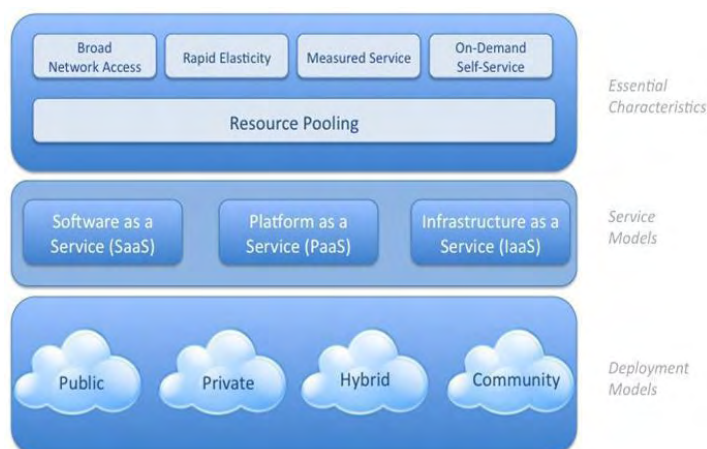 Broad
Network Access
Rapid Elasticity
Measured Service
On-Demand
Self-Service
Resource Pooling
Essential
Characteristics
Software as a
Service (SaaS)
Platform as a
Service (PaaS)
Infrastructure as a
Service (IaaS)
Service
Models
Public
Private
Hybrid
Community
Deployment
Models